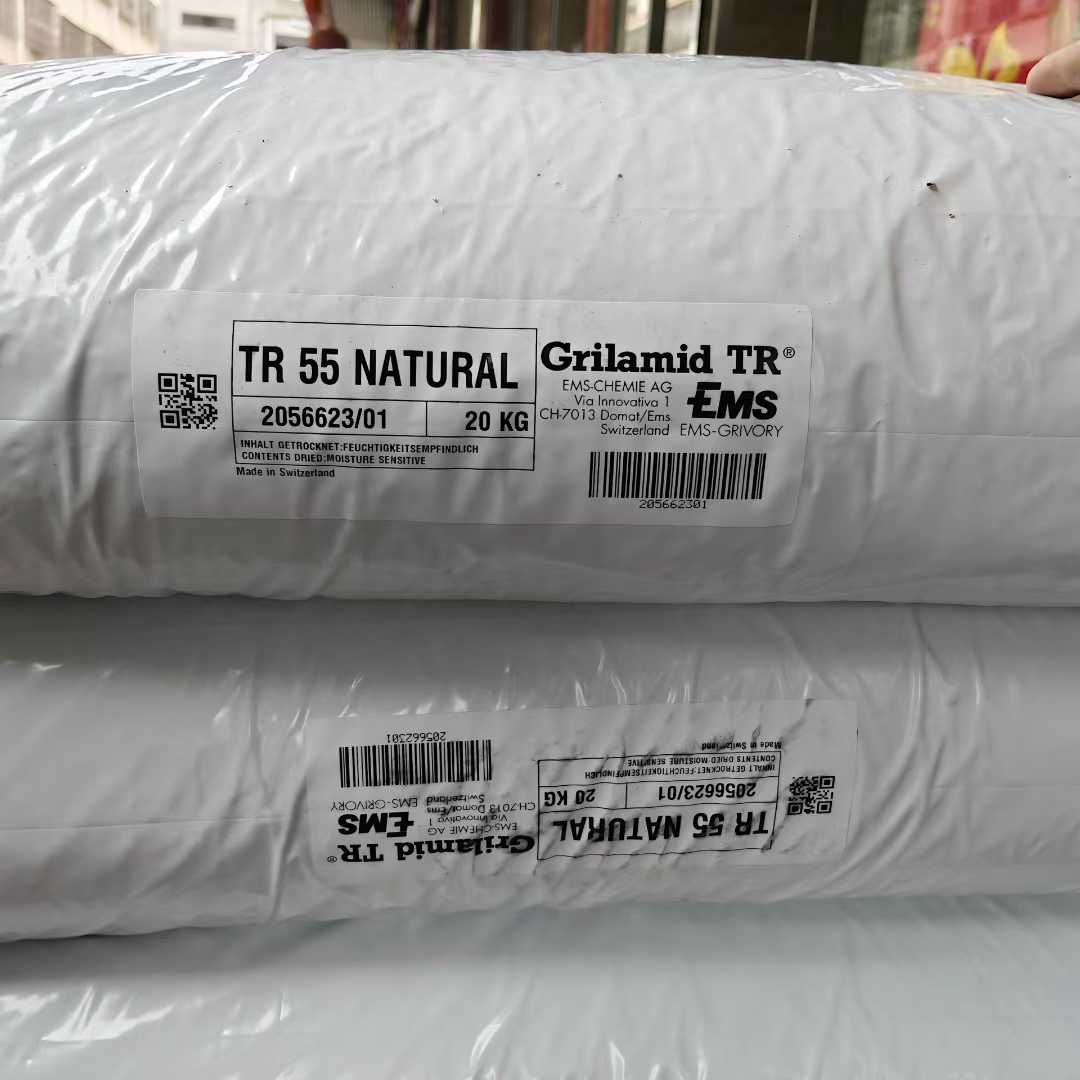 TR 55 NATURAL
2056623/01
20 KG
INHALT GETROCKNET:FEUCHTIGKEITSEMPFINDLICH
CONTENTS DRIED:MOISTURE SENSITIVE
Made in Switzerland
Grilamid TR®
EMS-CHEMIE AG
Via Innovativa 1
CH-7013 Domat/Ems
Switzerland
EMS
EMS-GRIVORY
205662301
TR 55 NATURAL
2056623/01
20 KG
INHALT GETROCKNET:FEUCHTIGKEITSEMPFINDLICH
CONTENTS DRIED:MOISTURE SENSITIVE
Made in Switzerland
Grilamid TR®
EMS-CHEMIE AG
Via Innovativa 1
CH-7013 Domat/Ems
Switzerland
EMS
EMS-GRIVORY
205662301